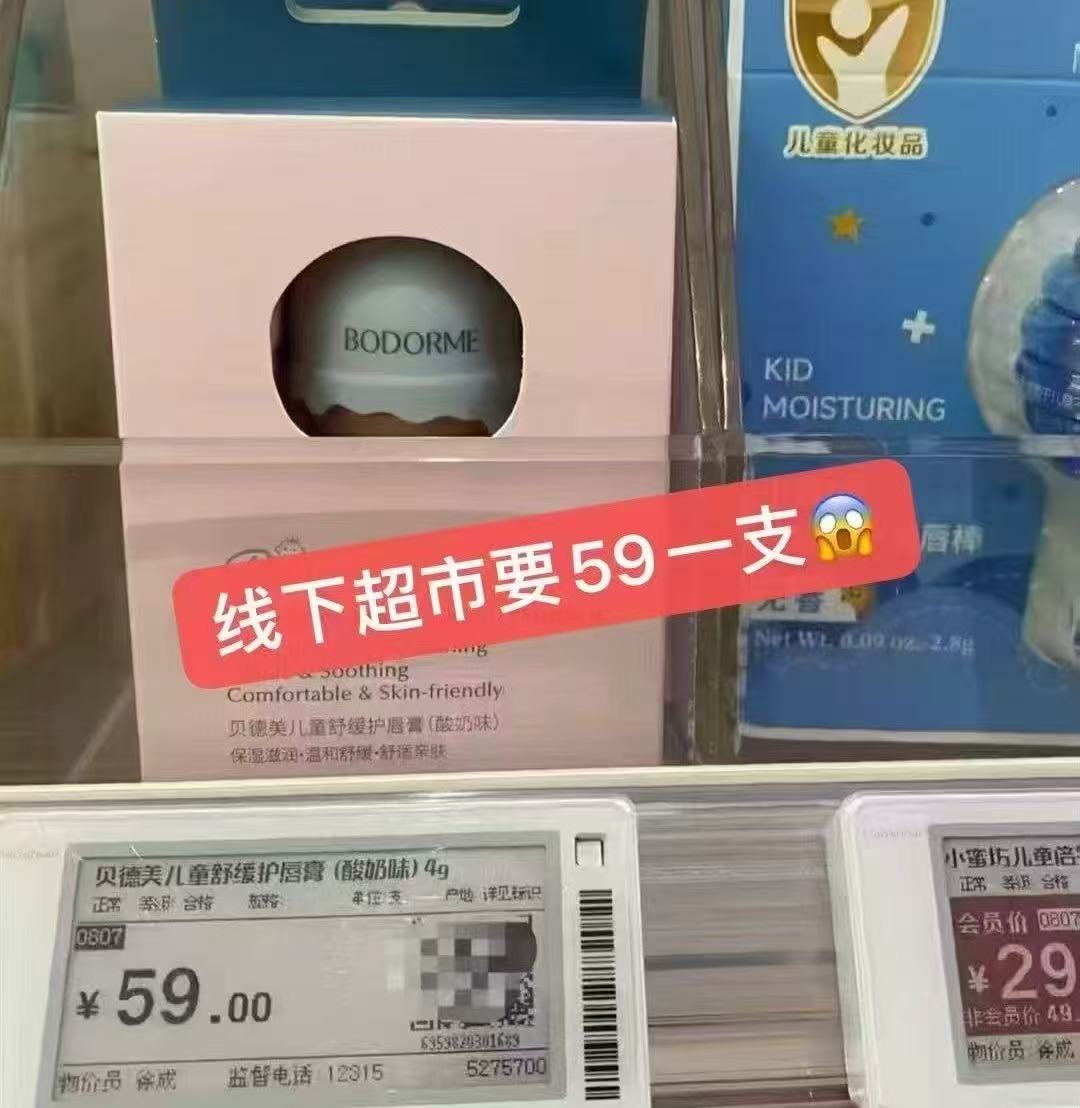 儿童化妆品
BODORME
KID
MOISTURING
线下超市要59一支
唇棒
Net Wt. 0.09 oz. 2.8g
& Soothing
Comfortable & Skin-friendly
贝德美儿童舒缓护唇膏(酸奶味)
保湿滋润·温和舒缓·舒适亲肤
贝德美儿童舒缓护唇膏(酸奶味)4g
正常 合格 单位 支 产地 详见标识
0807
¥59.00
5275700
物价员 徐成 监督电话 12315
小蜜坊儿童倍
正常 合格
会员价 0807
¥29
非会员价 49.
物价员 徐成